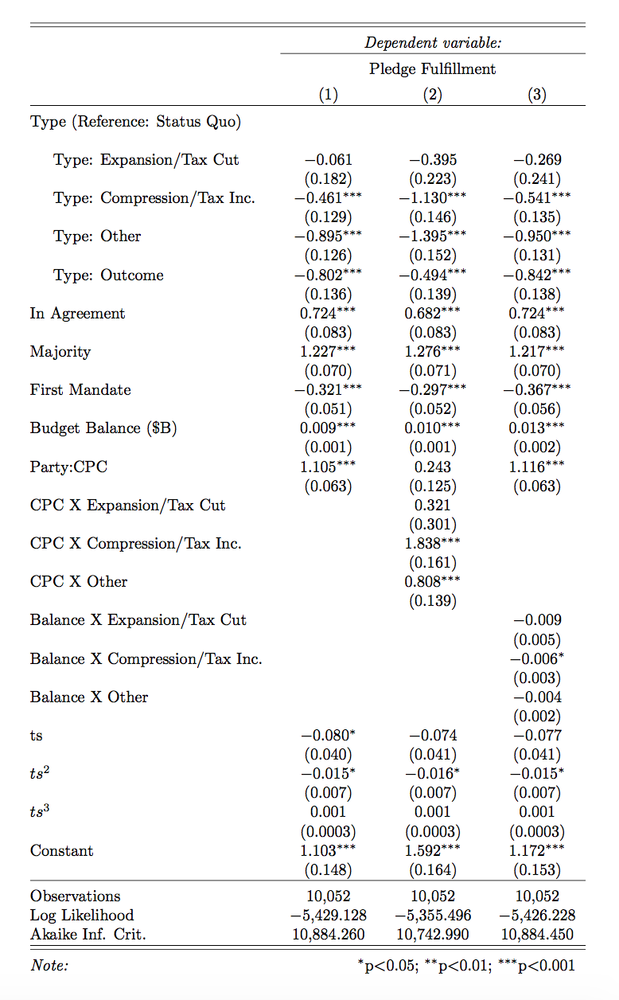 Dependent variable:
Pledge Fulfillment
(1) (2) (3)
Type (Reference: Status Quo)
Type: Expansion/Tax Cut −0.061 −0.395 −0.269
(0.182) (0.223) (0.241)
Type: Compression/Tax Inc. −0.461*** −1.130*** −0.541***
(0.129) (0.146) (0.135)
Type: Other −0.895*** −1.395*** −0.950***
(0.126) (0.152) (0.131)
Type: Outcome −0.802*** −0.494*** −0.842***
(0.136) (0.139) (0.138)
In Agreement 0.724*** 0.682*** 0.724***
(0.083) (0.083) (0.083)
Majority 1.227*** 1.276*** 1.217***
(0.070) (0.071) (0.070)
First Mandate −0.321*** −0.297*** −0.367***
(0.051) (0.052) (0.056)
Budget Balance ($B) 0.009*** 0.010*** 0.013***
(0.001) (0.001) (0.002)
Party:CPC 1.105*** 0.243 1.116***
(0.063) (0.125) (0.063)
CPC X Expansion/Tax Cut 0.321
(0.301)
CPC X Compression/Tax Inc. 1.838***
(0.161)
CPC X Other 0.808***
(0.139)
Balance X Expansion/Tax Cut −0.009
(0.005)
Balance X Compression/Tax Inc. −0.006*
(0.003)
Balance X Other −0.004
(0.002)
ts −0.080* −0.074 −0.077
(0.040) (0.041) (0.041)
ts² −0.015* −0.016* −0.015*
(0.007) (0.007) (0.007)
ts³ 0.001 0.001 0.001
(0.0003) (0.0003) (0.0003)
Constant 1.103*** 1.592*** 1.172***
(0.148) (0.164) (0.153)
Observations 10,052 10,052 10,052
Log Likelihood −5,429.128 −5,355.496 −5,426.228
Akaike Inf. Crit. 10,884.260 10,742.990 10,884.450
Note: *p<0.05; **p<0.01; ***p<0.001